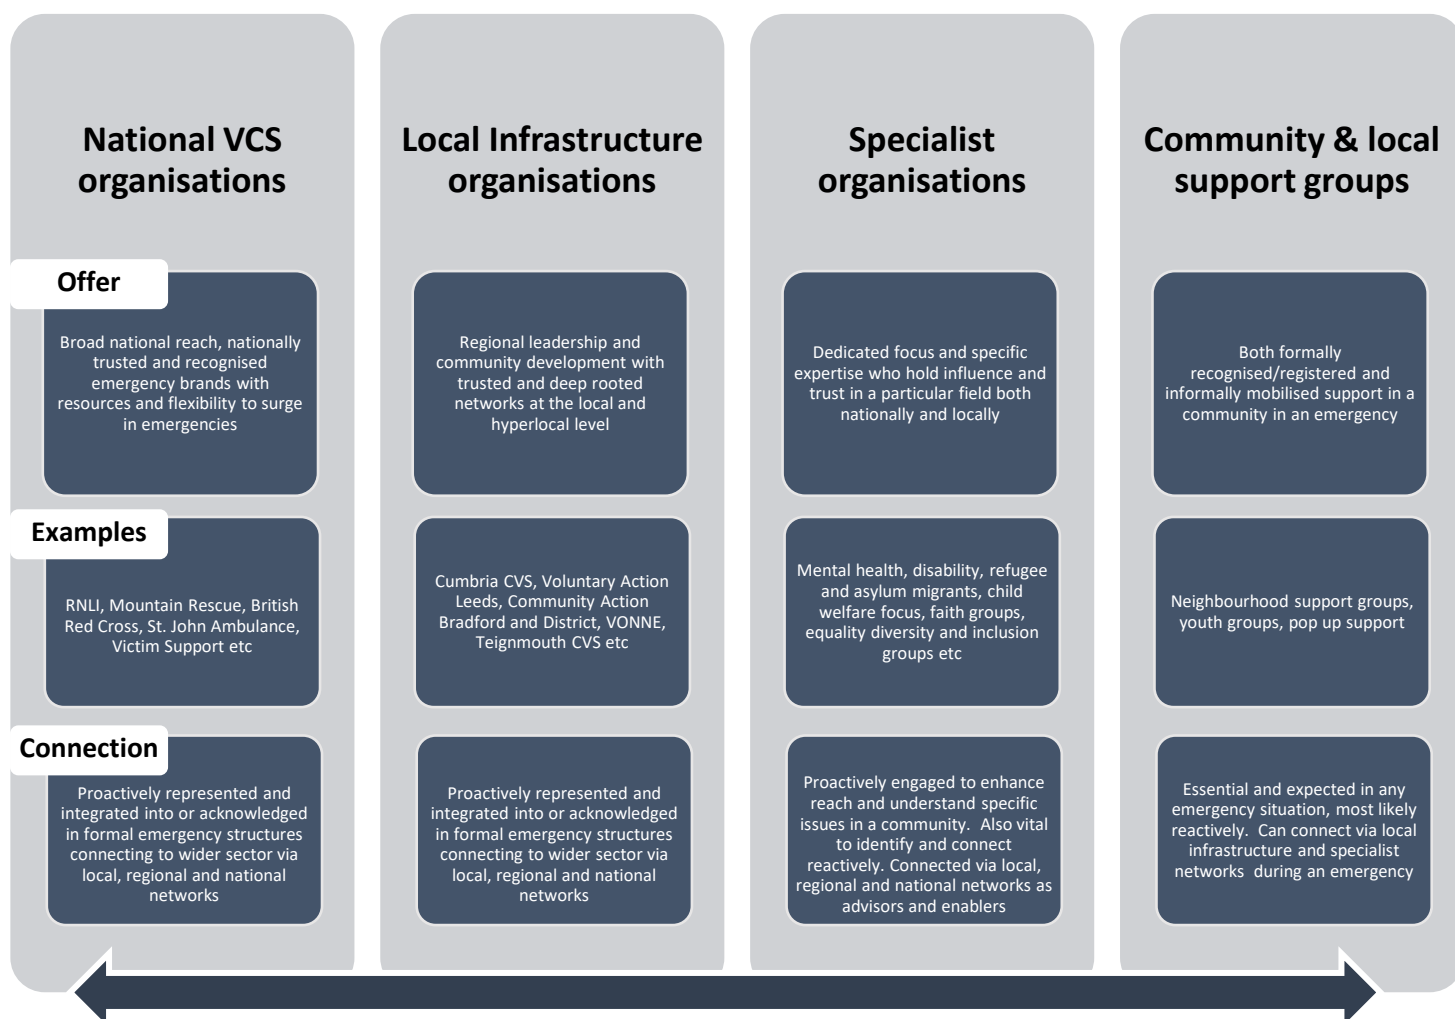 National VCS
organisations
Offer
Broad national reach, nationally
trusted and recognised
emergency brands with
resources and flexibility to surge
in emergencies
Examples
RNLI, Mountain Rescue, British
Red Cross, St. John Ambulance,
Victim Support etc
Connection
Proactively represented and
integrated into or acknowledged
in formal emergency structures
connecting to wider sector via
local, regional and national
networks
Local Infrastructure
organisations
Regional leadership and
community development with
trusted and deep rooted
networks at the local and
hyperlocal level
Cumbria CVS, Voluntary Action
Leeds, Community Action
Bradford and District, VONNE,
Teignmouth CVS etc
Proactively represented and
integrated into or acknowledged
in formal emergency structures
connecting to wider sector via
local, regional and national
networks
Specialist
organisations
Dedicated focus and specific
expertise who hold influence and
trust in a particular field both
nationally and locally
Mental health, disability, refugee
and asylum migrants, child
welfare focus, faith groups,
equality diversity and inclusion
groups etc
Proactively engaged to enhance
reach and understand specific
issues in a community.  Also vital
to identify and connect
reactively. Connected via local,
regional and national networks as
advisors and enablers
Community & local
support groups
Both formally
recognised/registered and
informally mobilised support in a
community in an emergency
Neighbourhood support groups,
youth groups, pop up support
Essential and expected in any
emergency situation, most likely
reactively.  Can connect via local
infrastructure and specialist
networks  during an emergency